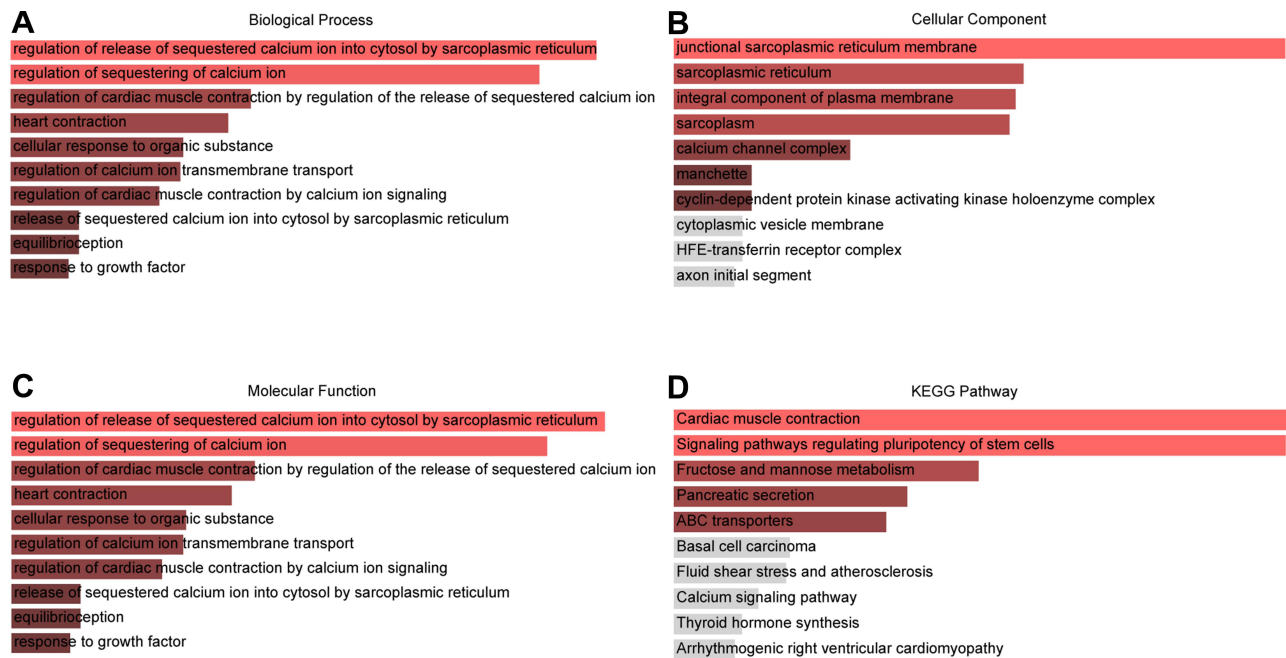 A
Biological Process
regulation of release of sequestered calcium ion into cytosol by sarcoplasmic reticulum
regulation of sequestering of calcium ion
regulation of cardiac muscle contraction by regulation of the release of sequestered calcium ion
heart contraction
cellular response to organic substance
regulation of calcium ion transmembrane transport
regulation of cardiac muscle contraction by calcium ion signaling
release of sequestered calcium ion into cytosol by sarcoplasmic reticulum
equilibrioception
response to growth factor
B
Cellular Component
junctional sarcoplasmic reticulum membrane
sarcoplasmic reticulum
integral component of plasma membrane
sarcoplasm
calcium channel complex
manchette
cyclin-dependent protein kinase activating kinase holoenzyme complex
cytoplasmic vesicle membrane
HFE-transferrin receptor complex
axon initial segment
C
Molecular Function
regulation of release of sequestered calcium ion into cytosol by sarcoplasmic reticulum
regulation of sequestering of calcium ion
regulation of cardiac muscle contraction by regulation of the release of sequestered calcium ion
heart contraction
cellular response to organic substance
regulation of calcium ion transmembrane transport
regulation of cardiac muscle contraction by calcium ion signaling
release of sequestered calcium ion into cytosol by sarcoplasmic reticulum
equilibrioception
response to growth factor
D
KEGG Pathway
Cardiac muscle contraction
Signaling pathways regulating pluripotency of stem cells
Fructose and mannose metabolism
Pancreatic secretion
ABC transporters
Basal cell carcinoma
Fluid shear stress and atherosclerosis
Calcium signaling pathway
Thyroid hormone synthesis
Arrhythmogenic right ventricular cardiomyopathy